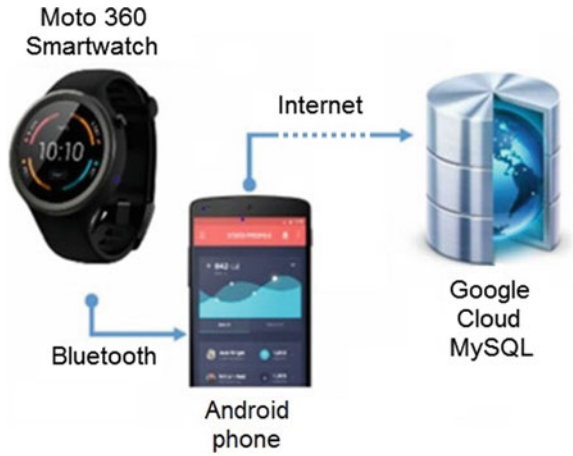 Moto 360
Smartwatch
10:10
Internet
Bluetooth
Android
phone
Google
Cloud
MySQL